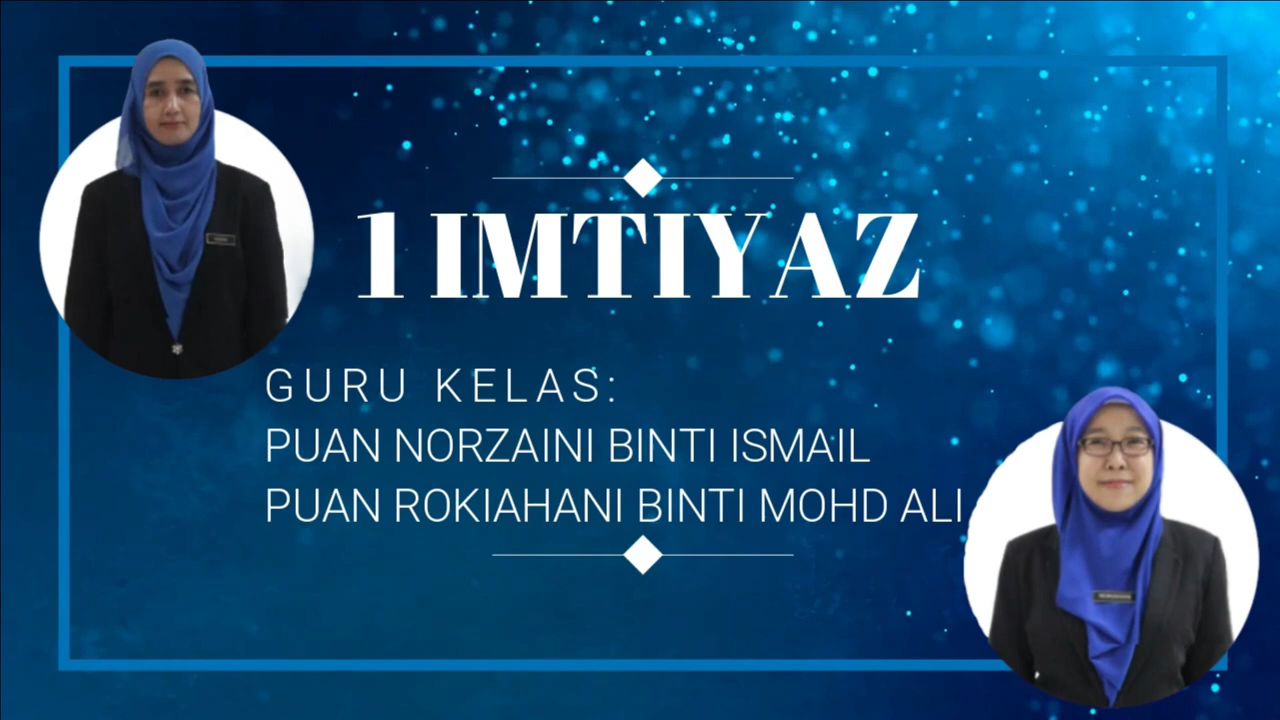 1 IMTIYAZ
GURU KELAS:
PUAN NORZAINI BINTI ISMAIL
PUAN ROKIAHANI BINTI MOHD ALI